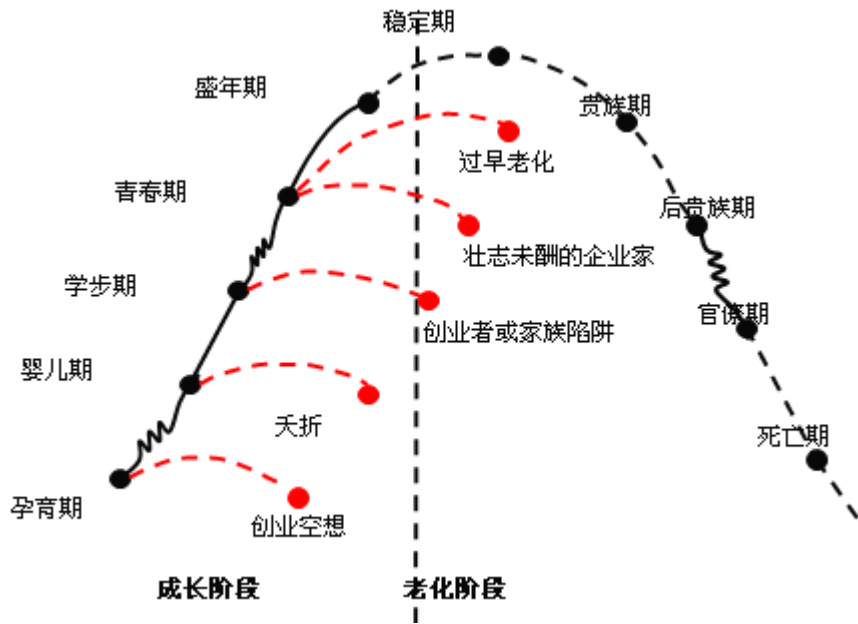 稳定期
盛年期
贵族期
过早老化
青春期
后贵族期
壮志未酬的企业家
学步期
官僚期
创业者或家族陷阱
婴儿期
夭折
死亡期
孕育期
创业空想
成长阶段
老化阶段